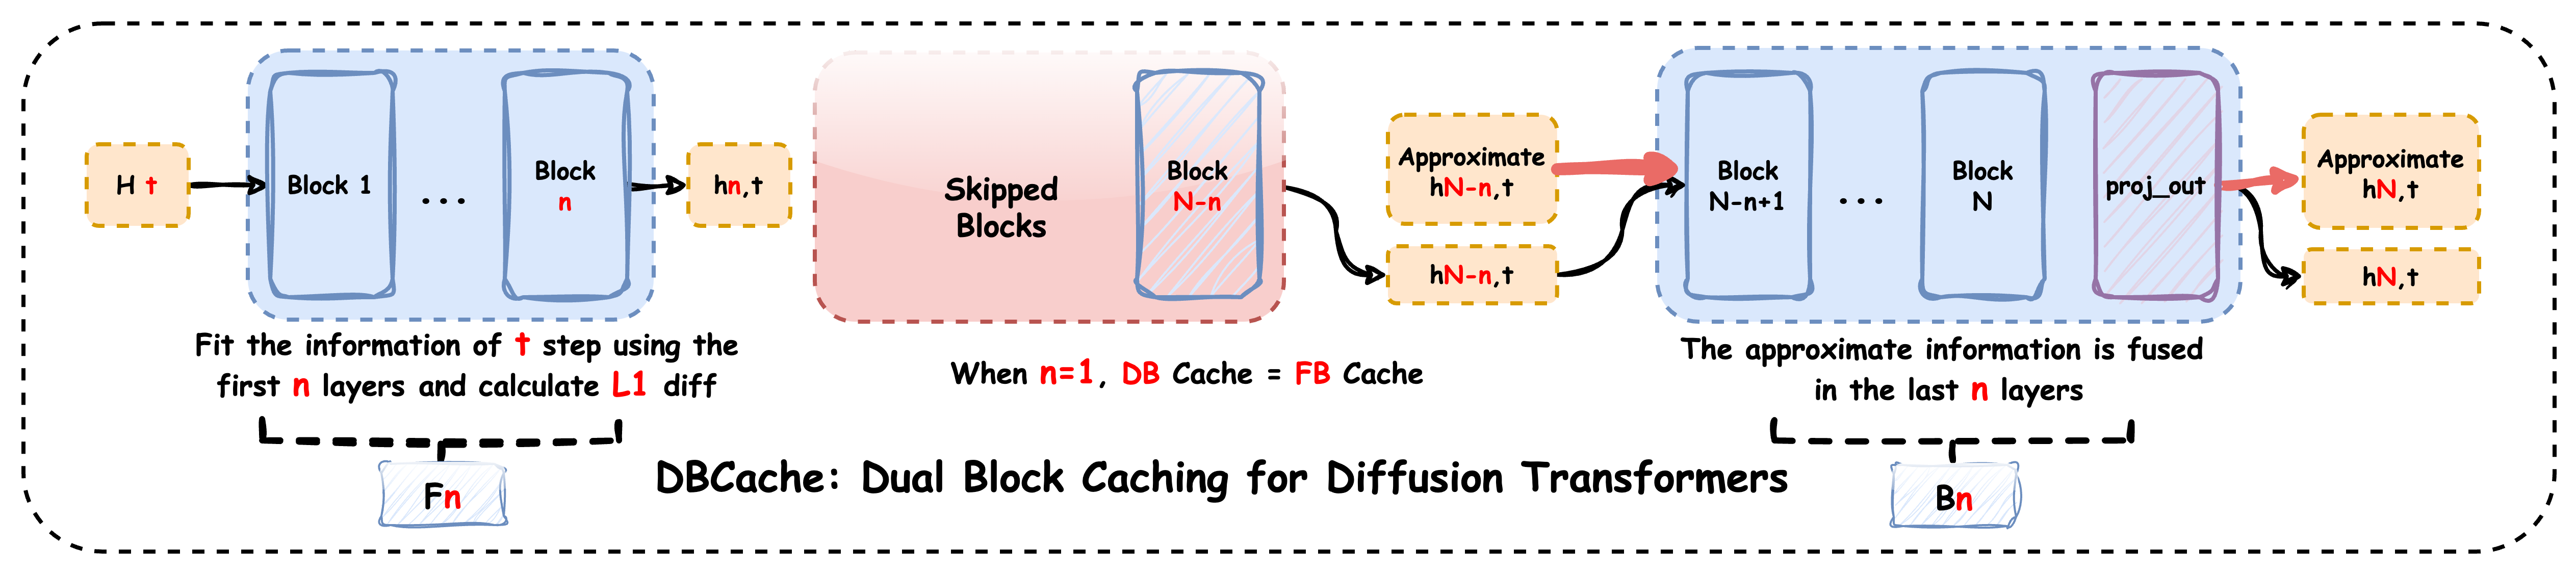 H t
Block 1
...
Block
n
hn,t
Skipped
Blocks
Block
N-n
Approximate
hN-n,t
hN-n,t
Block
N-n+1
...
Block
N
proj_out
Approximate
hN,t
hN,t
Fit the information of t step using the
first n layers and calculate L1 diff
When n=1, DB Cache = FB Cache
The approximate information is fused
in the last n layers
Fn
DBCache: Dual Block Caching for Diffusion Transformers
Bn